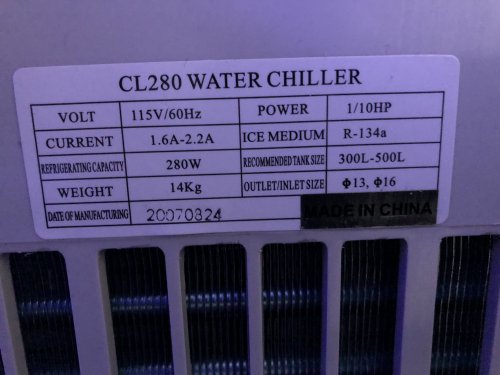 CL280 WATER CHILLER
VOLT 115V/60Hz POWER 1/10HP
CURRENT 1.6A-2.2A ICE MEDIUM R-134a
REFRIGERATING CAPACITY 280W RECOMMENDED TANK SIZE 300L-500L
WEIGHT 14Kg OUTLET/INLET SIZE Φ13, Φ16
DATE OF MANUFACTURING 20070824 MADE IN CHINA